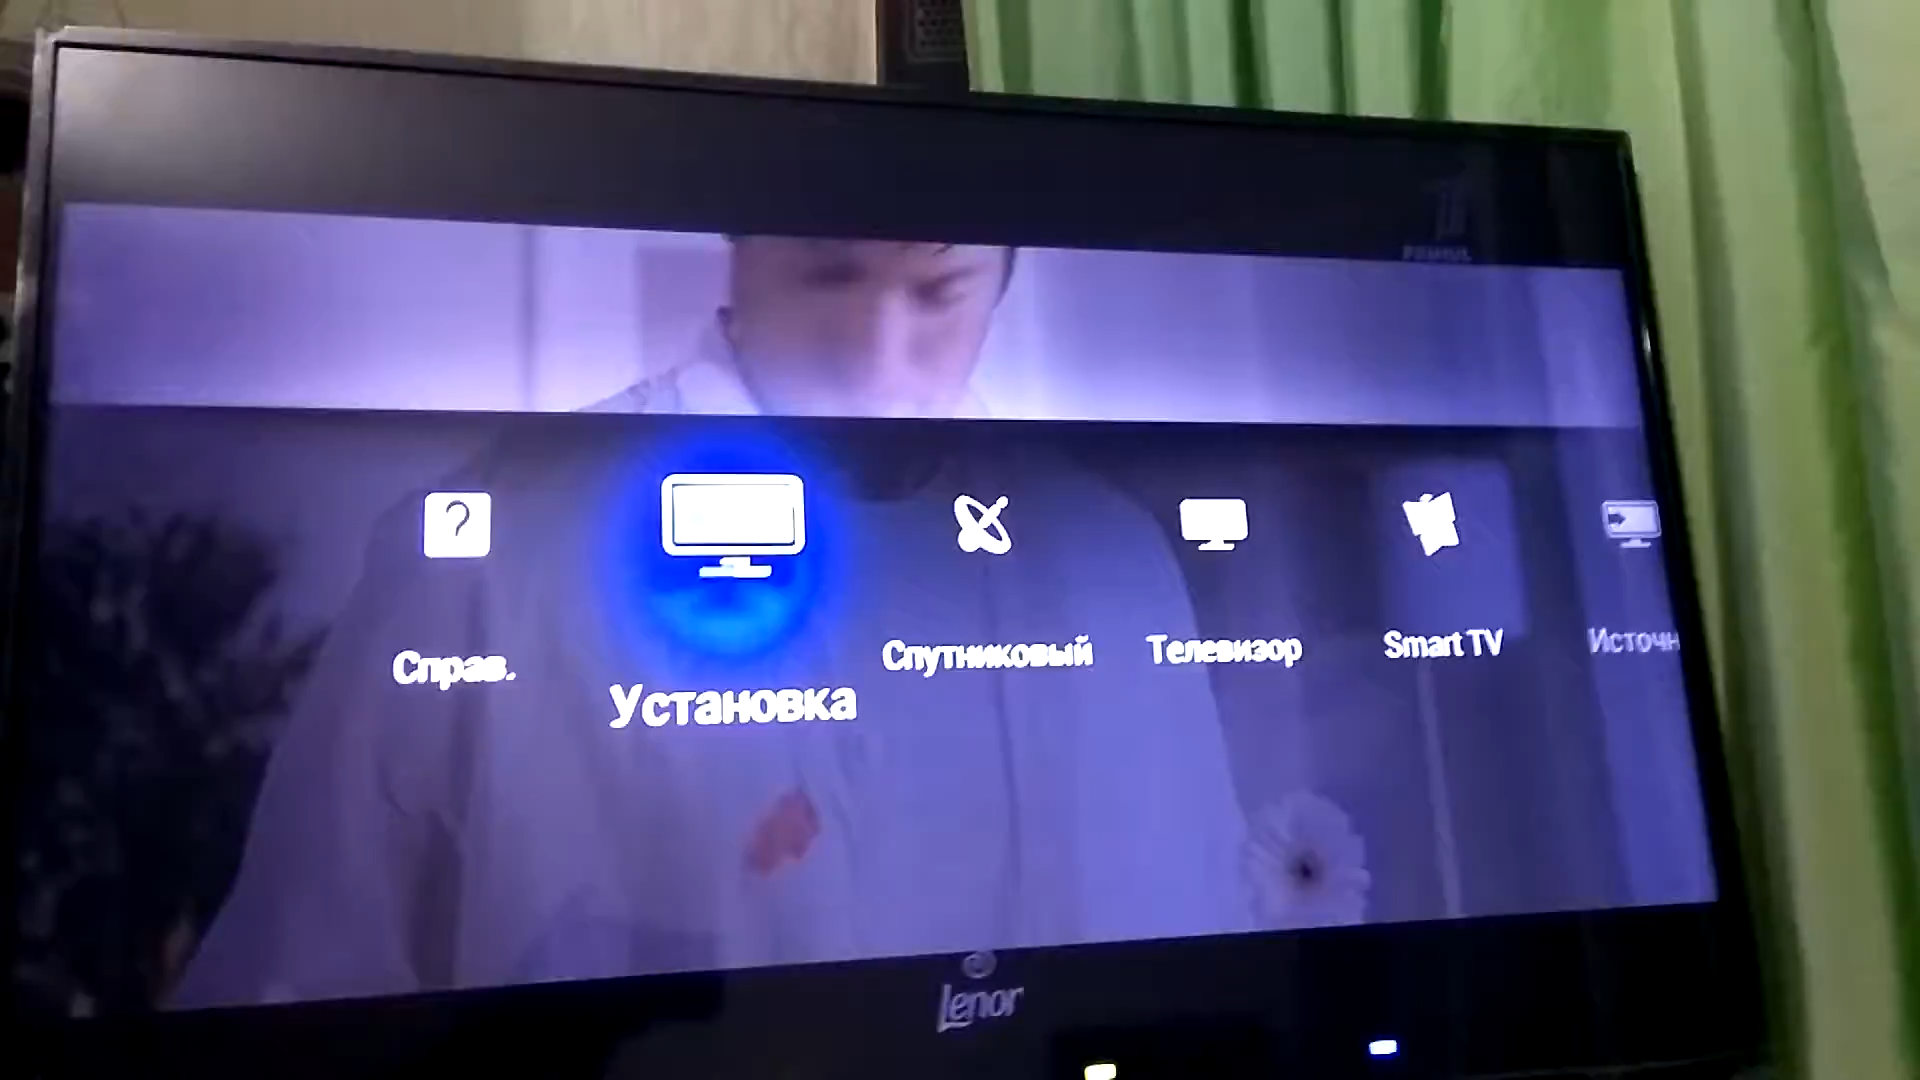 Справ.
Установка
Спутниковый
Телевизор
Smart TV
Источн
Lenor